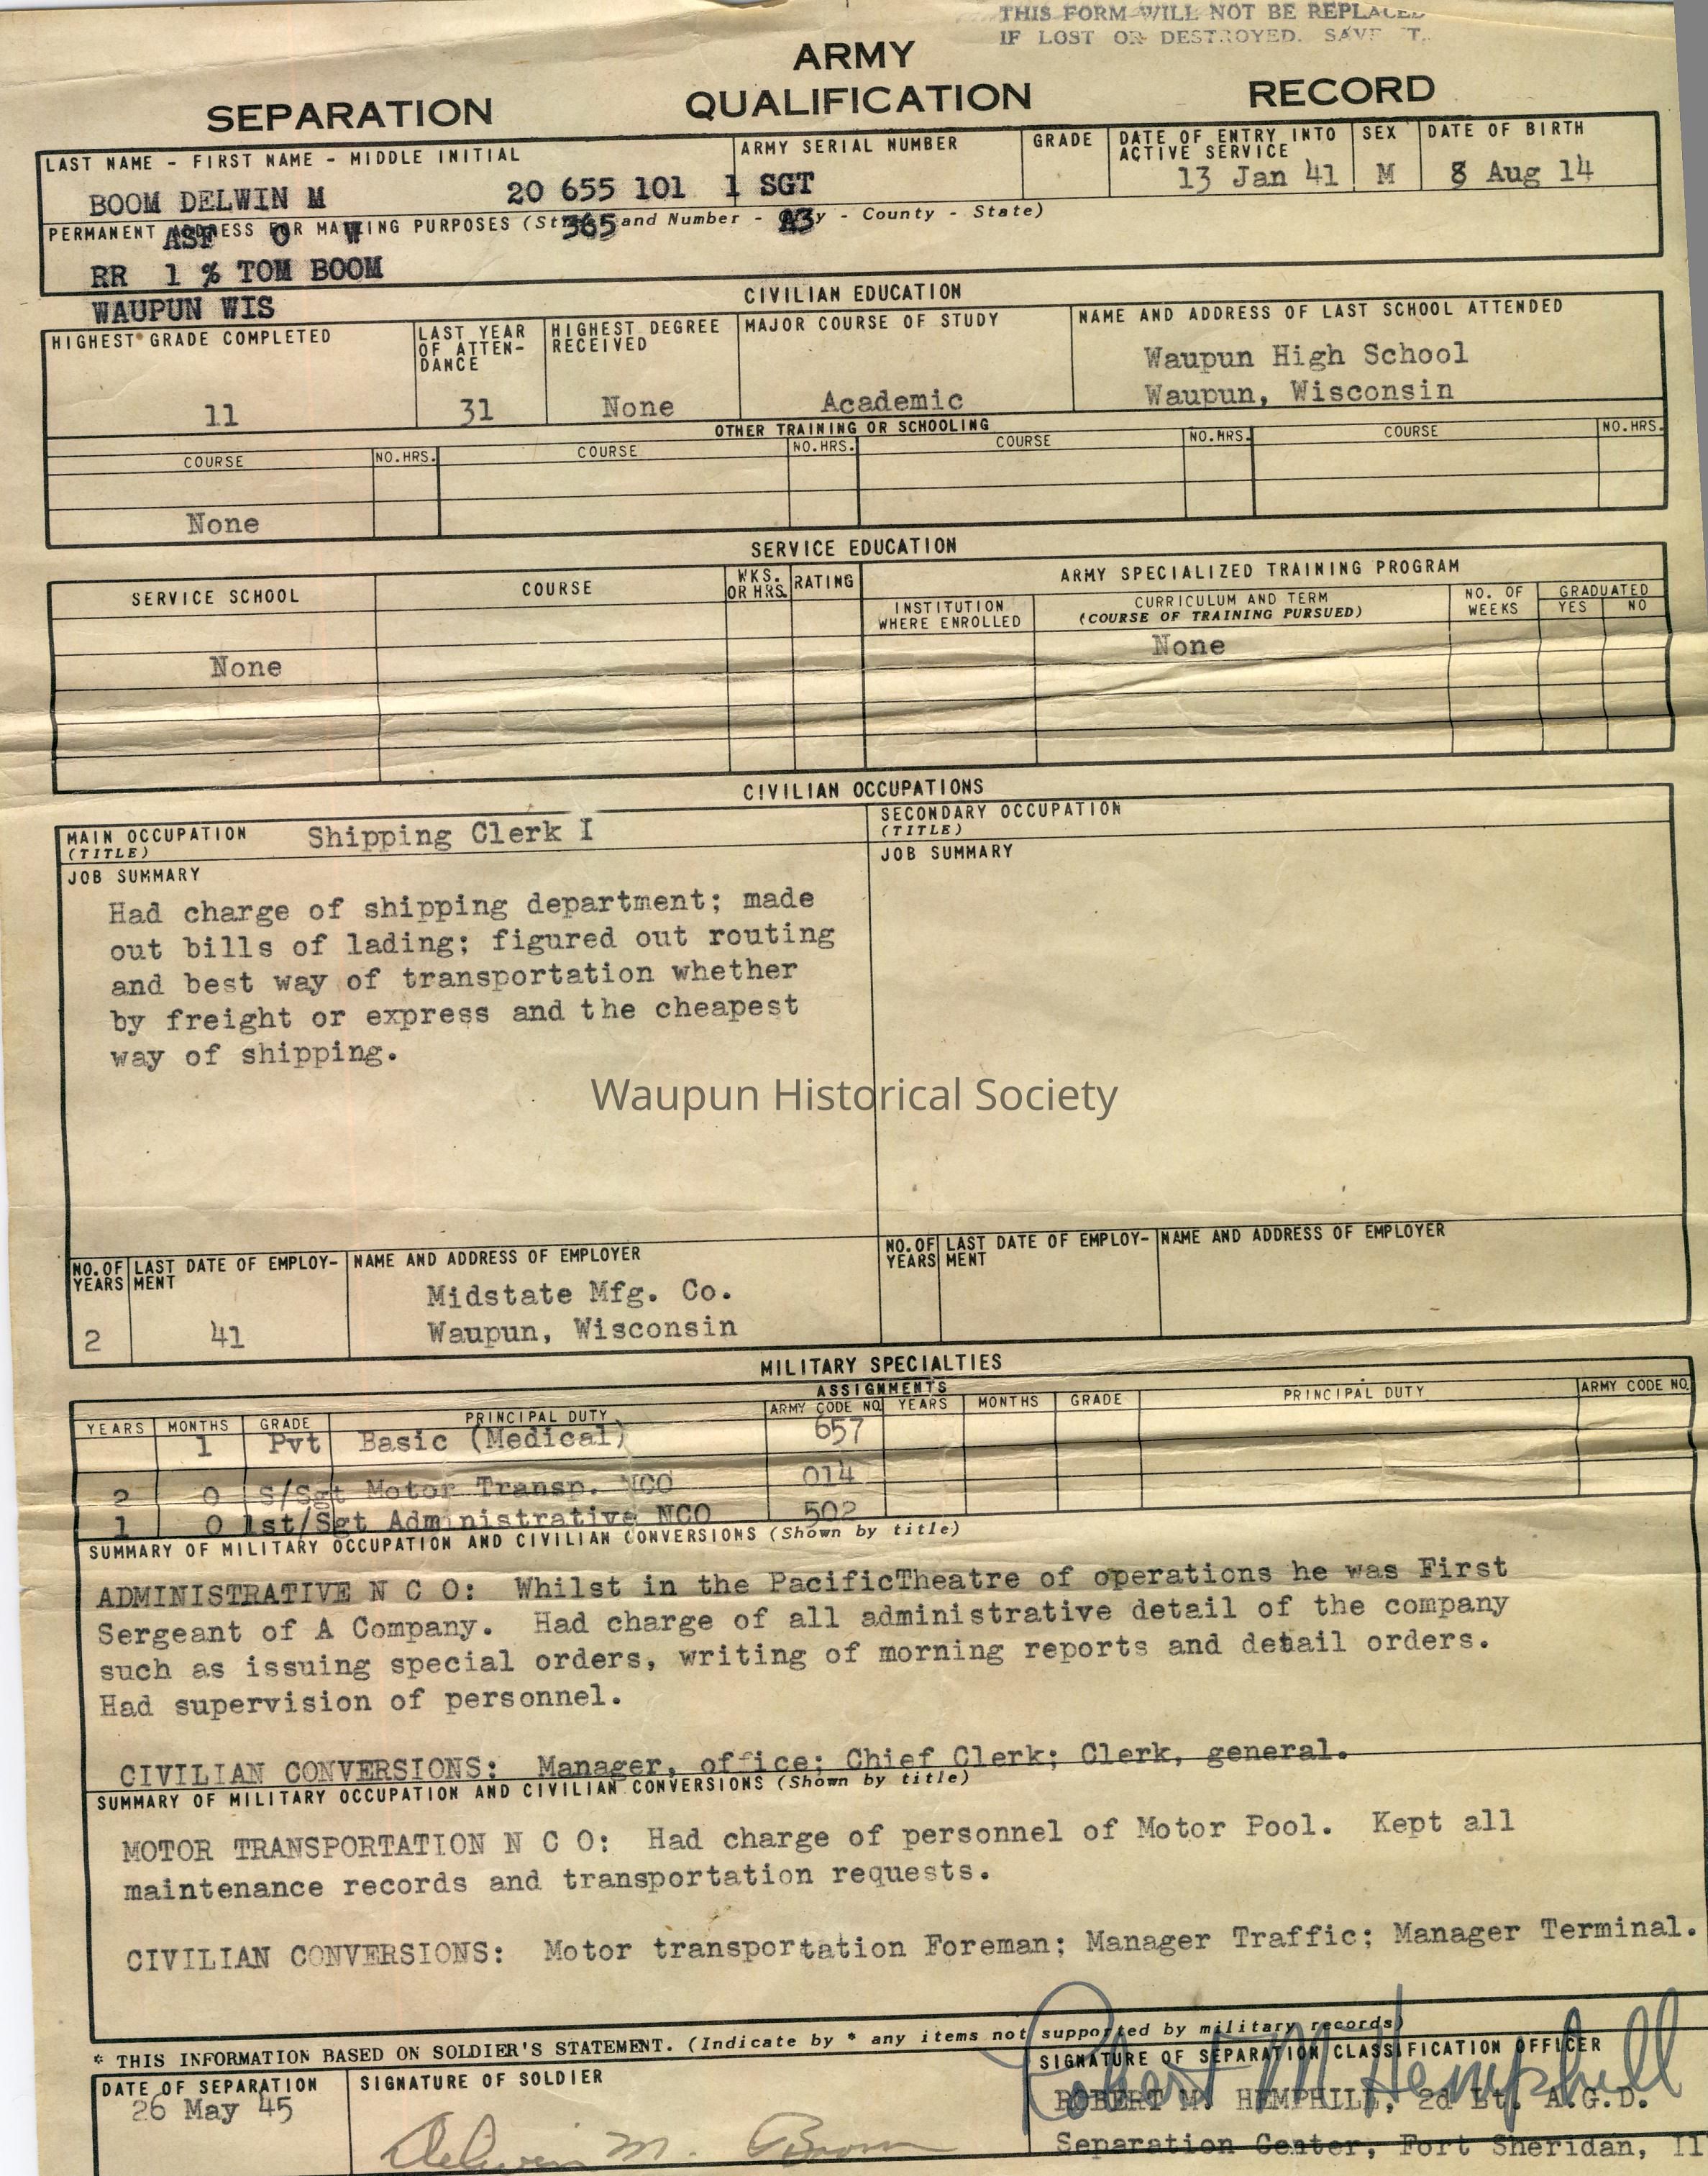 THIS FORM WILL NOT BE REPLACED
IF LOST OR DESTROYED. SAVE IT.
ARMY
SEPARATION QUALIFICATION RECORD
LAST NAME - FIRST NAME - MIDDLE INITIAL ARMY SERIAL NUMBER GRADE DATE OF ENTRY INTO ACTIVE SERVICE SEX DATE OF BIRTH
BOOM DELWIN M 20 655 101 1 SGT 13 Jan 41 M 8 Aug 14
PERMANENT ADDRESS FOR MAILING PURPOSES (Street and Number - City - County - State)
ASF O W 365 A3
RR 1 % TOM BOOM
WAUPUN WIS
CIVILIAN EDUCATION
HIGHEST GRADE COMPLETED LAST YEAR OF ATTEN- DANCE HIGHEST DEGREE RECEIVED MAJOR COURSE OF STUDY NAME AND ADDRESS OF LAST SCHOOL ATTENDED
Waupun High School
11 31 None Academic Waupun, Wisconsin
OTHER TRAINING OR SCHOOLING
COURSE NO.HRS. COURSE NO.HRS. COURSE NO.HRS. COURSE NO.HRS.
None
SERVICE EDUCATION
SERVICE SCHOOL COURSE WKS. OR HRS. RATING ARMY SPECIALIZED TRAINING PROGRAM
INSTITUTION WHERE ENROLLED CURRICULUM AND TERM (COURSE OF TRAINING PURSUED) NO. OF WEEKS GRADUATED YES NO
None None
CIVILIAN OCCUPATIONS
MAIN OCCUPATION (TITLE) Shipping Clerk I SECONDARY OCCUPATION (TITLE)
JOB SUMMARY JOB SUMMARY
Had charge of shipping department; made
out bills of lading; figured out routing
and best way of transportation whether
by freight or express and the cheapest
way of shipping.
Waupun Historical Society
NO. OF YEARS LAST DATE OF EMPLOY- MENT NAME AND ADDRESS OF EMPLOYER NO. OF YEARS LAST DATE OF EMPLOY- MENT NAME AND ADDRESS OF EMPLOYER
Midstate Mfg. Co.
2 41 Waupun, Wisconsin
MILITARY SPECIALTIES
ASSIGNMENTS
YEARS MONTHS GRADE PRINCIPAL DUTY ARMY CODE NO. YEARS MONTHS GRADE PRINCIPAL DUTY ARMY CODE NO.
1 Pvt Basic (Medical) 657
2 0 S/Sgt Motor Transp. NCO 014
1 0 1st/Sgt Administrative NCO 502
SUMMARY OF MILITARY OCCUPATION AND CIVILIAN CONVERSIONS (Shown by title)
ADMINISTRATIVE N C O: Whilst in the PacificTheatre of operations he was First
Sergeant of A Company. Had charge of all administrative detail of the company
such as issuing special orders, writing of morning reports and detail orders.
Had supervision of personnel.
CIVILIAN CONVERSIONS: Manager, office; Chief Clerk; Clerk, general.
SUMMARY OF MILITARY OCCUPATION AND CIVILIAN CONVERSIONS (Shown by title)
MOTOR TRANSPORTATION N C O: Had charge of personnel of Motor Pool. Kept all
maintenance records and transportation requests.
CIVILIAN CONVERSIONS: Motor transportation Foreman; Manager Traffic; Manager Terminal.
* THIS INFORMATION BASED ON SOLDIER'S STATEMENT. (Indicate by * any items not supported by military records)
DATE OF SEPARATION SIGNATURE OF SOLDIER SIGNATURE OF SEPARATION CLASSIFICATION OFFICER
Robert M Hemphill
26 May 45 ROBERT M. HEMPHILL, 2d Lt. A.G.D.
Delwin M. Boom Separation Center, Fort Sheridan, Il